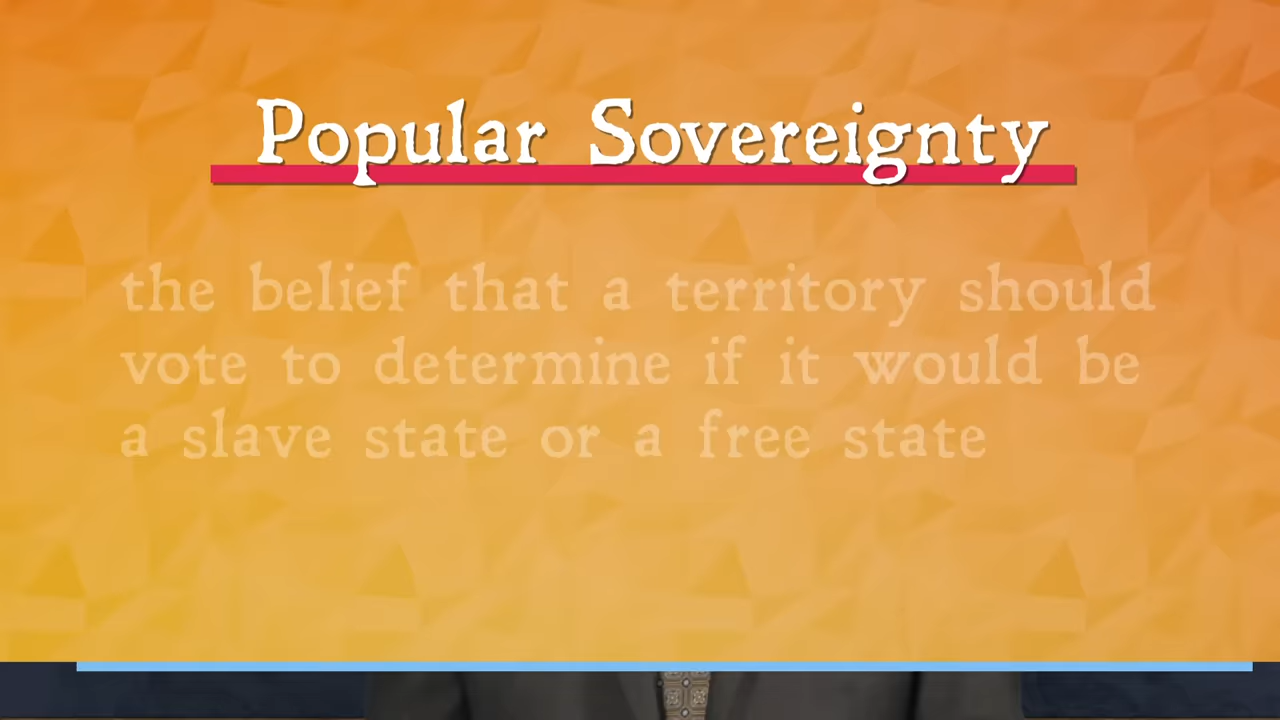 Popular Sovereignty
the belief that a territory should
vote to determine if it would be
a slave state or a free state